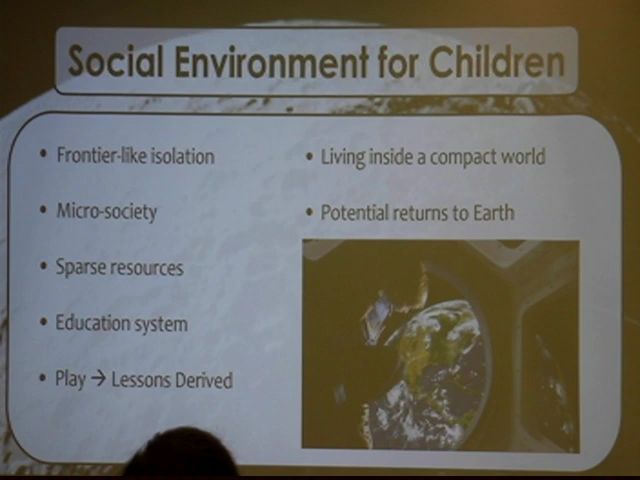 Social Environment for Children
• Frontier-like isolation
• Micro-society
• Sparse resources
• Education system
• Play → Lessons Derived
• Living inside a compact world
• Potential returns to Earth